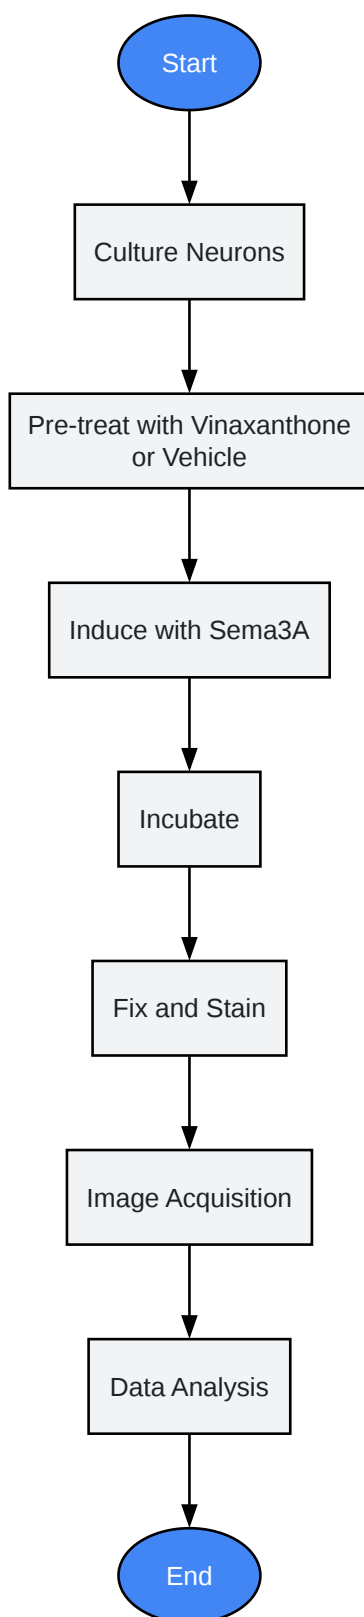 Start
Culture Neurons
Pre-treat with Vinaxanthone
or Vehicle
Induce with Sema3A
Incubate
Fix and Stain
Image Acquisition
Data Analysis
End